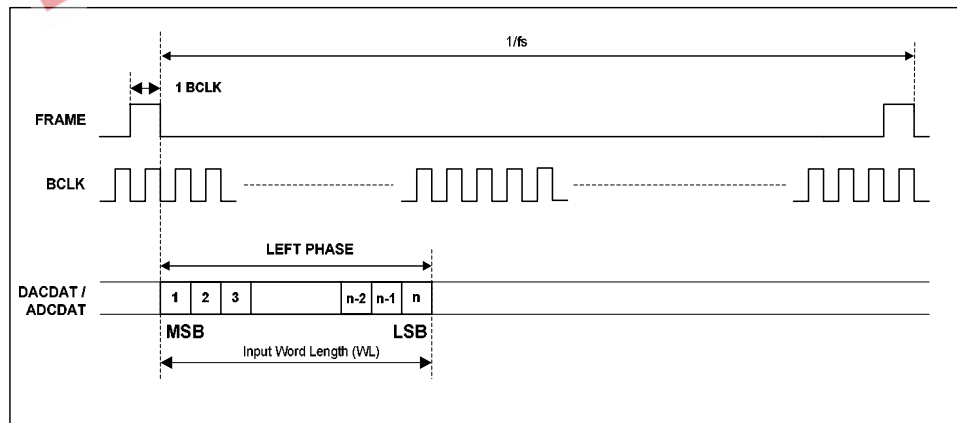 1/fs
1 BCLK
FRAME
BCLK
LEFT PHASE
DACDAT /
ADCDAT
1 2 3 n-2 n-1 n
MSB LSB
Input Word Length (WL)